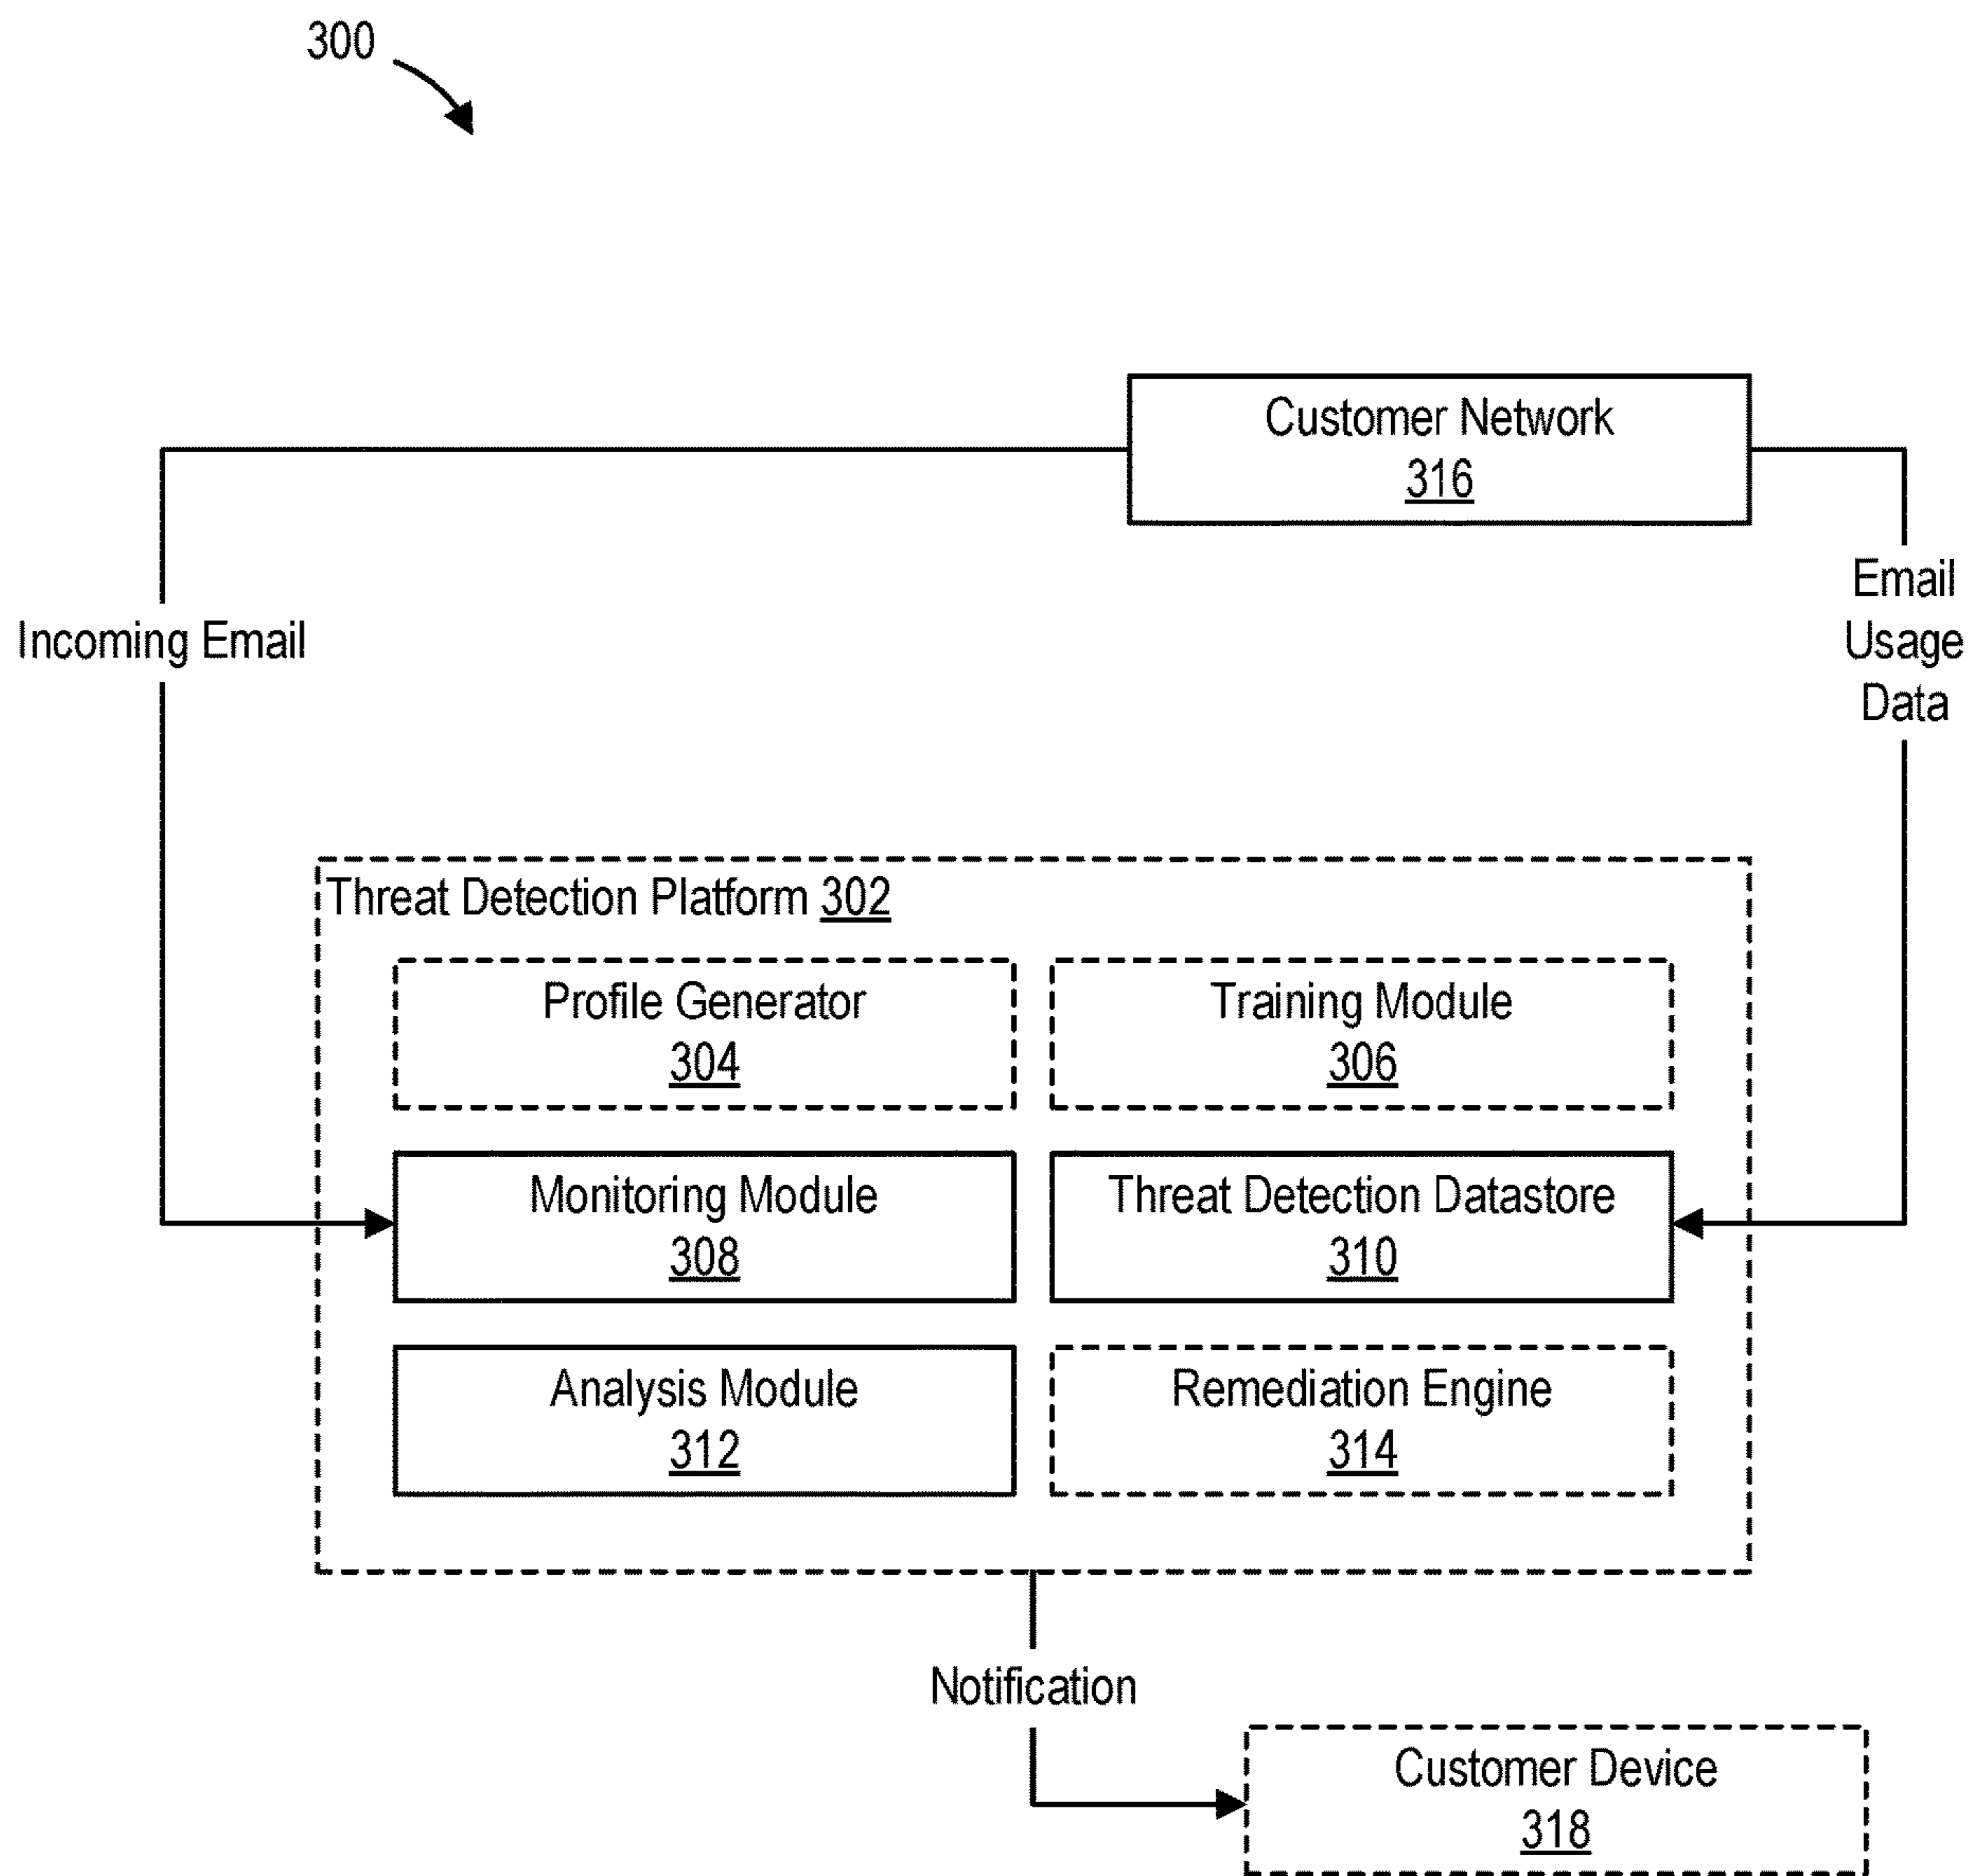 300
Customer Network
316
Incoming Email
Email
Usage
Data
Threat Detection Platform 302
Profile Generator
304
Training Module
306
Monitoring Module
308
Threat Detection Datastore
310
Analysis Module
312
Remediation Engine
314
Notification
Customer Device
318